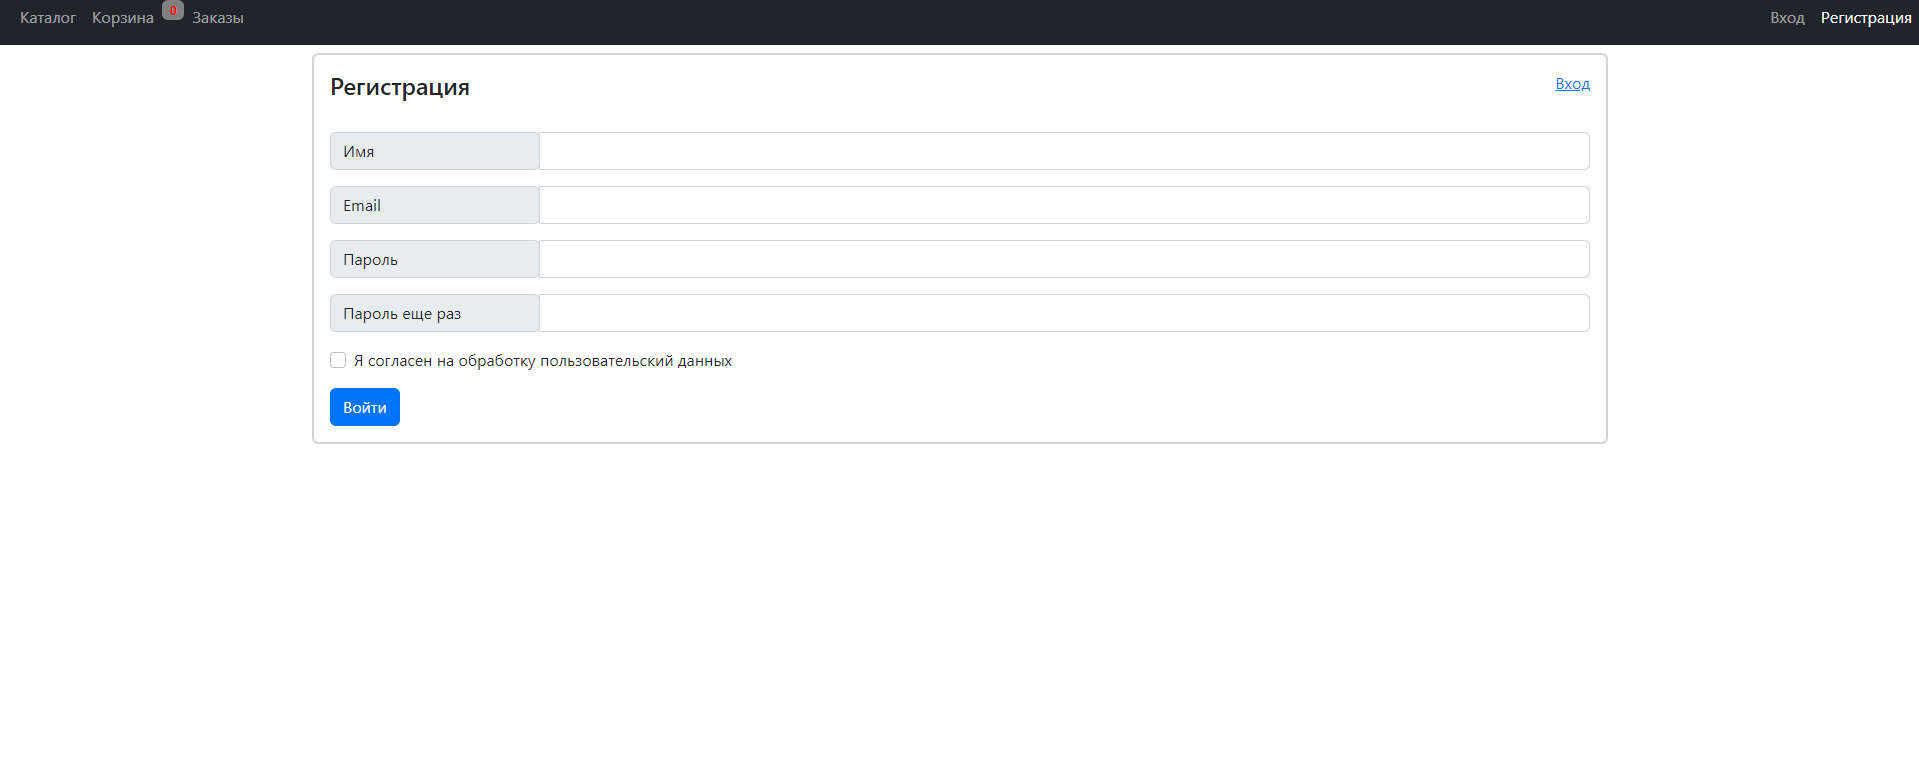 Каталог Корзина 0 Заказы Вход Регистрация
Регистрация Вход
Имя
Email
Пароль
Пароль еще раз
Я согласен на обработку пользовательский данных
Войти